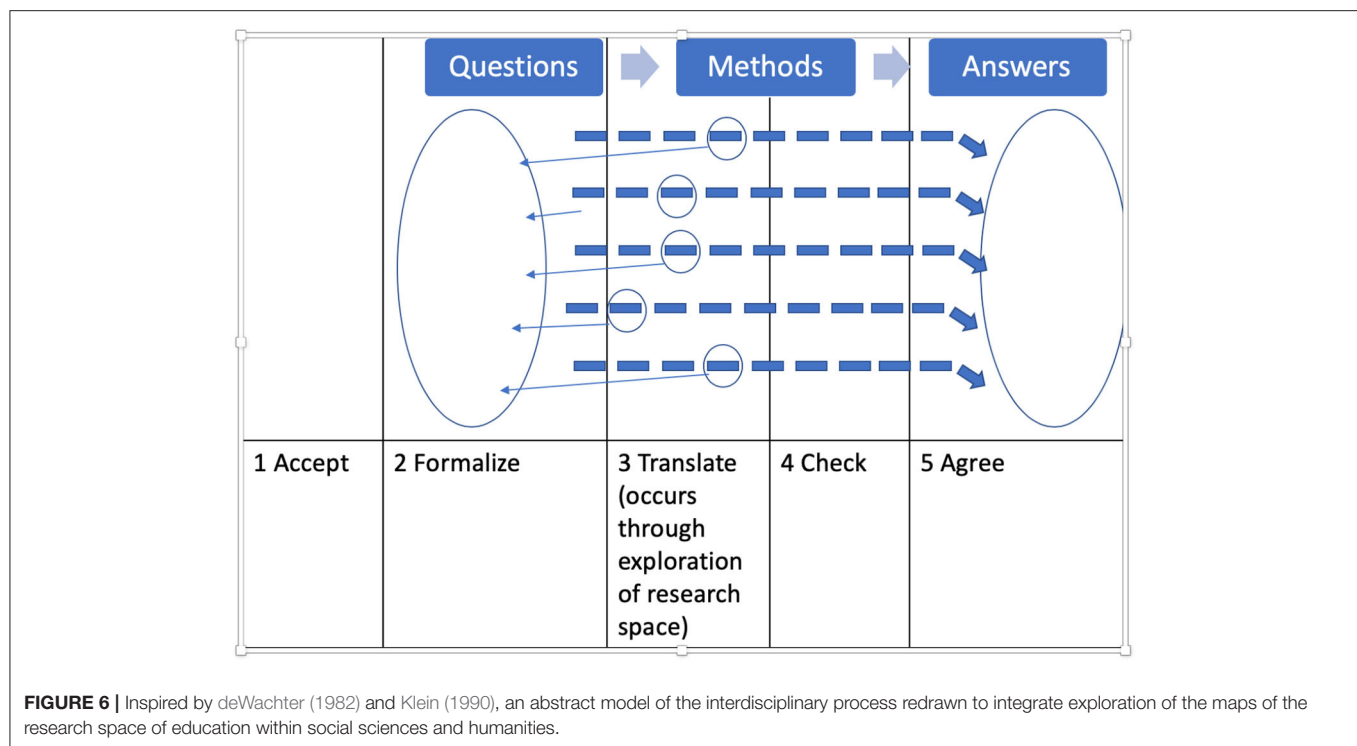 Questions
Methods
Answers
1 Accept
2 Formalize
3 Translate
(occurs
through
exploration
of research
space)
4 Check
5 Agree
FIGURE 6 | Inspired by deWachter (1982) and Klein (1990), an abstract model of the interdisciplinary process redrawn to integrate exploration of the maps of the
research space of education within social sciences and humanities.